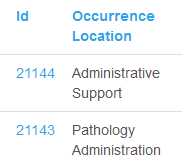 Id Occurrence
Location
21144 Administrative
Support
21143 Pathology
Administration